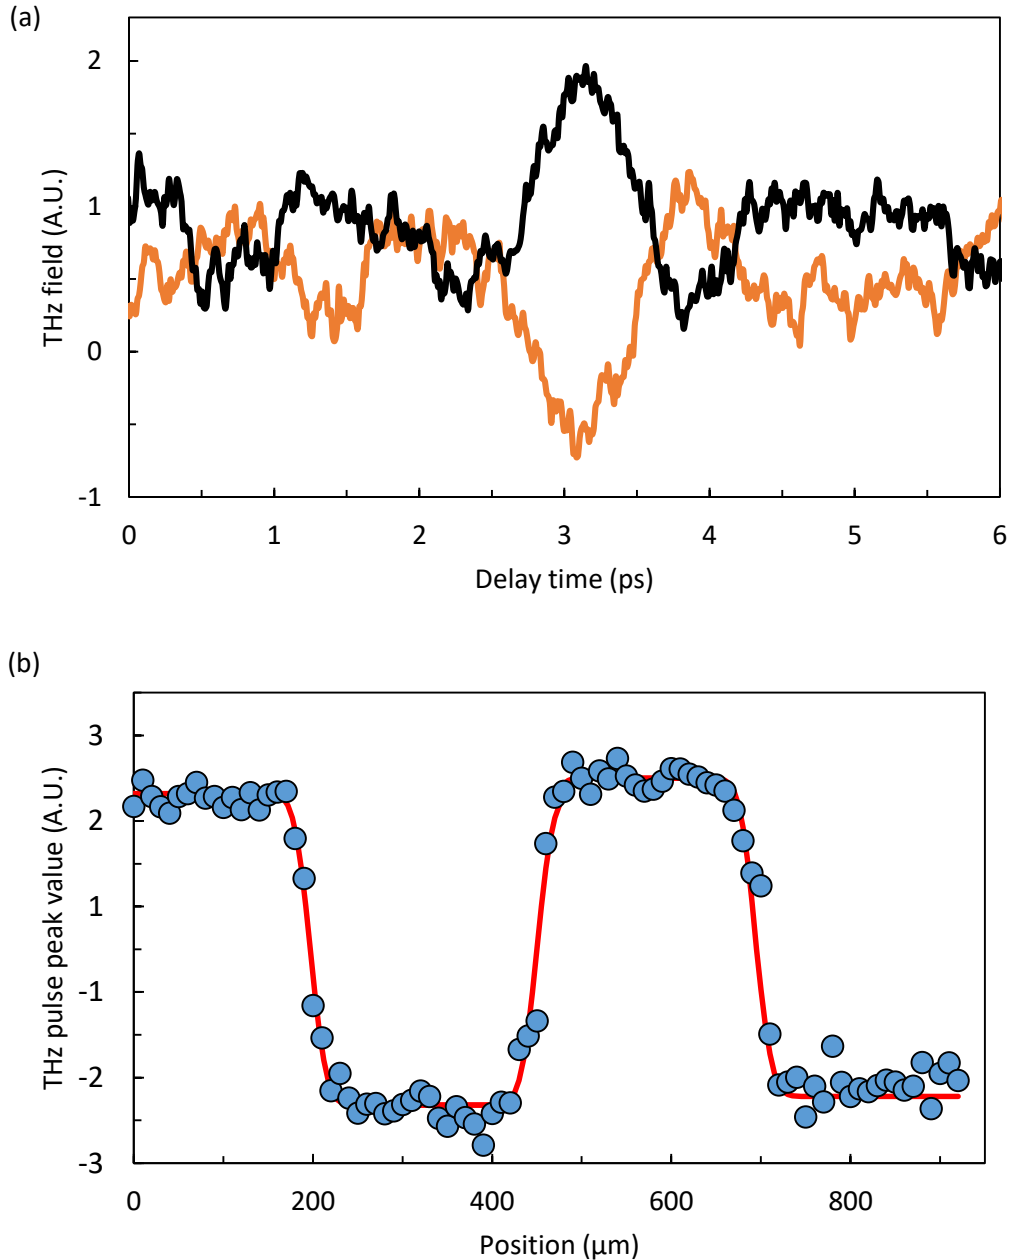 (a)
2
1
0
-1
THz field (A.U.)
0 1 2 3 4 5 6
Delay time (ps)
(b)
3
2
1
-1
-2
-3
THz pulse peak value (A.U.)
0 200 400 600 800
Position (μm)